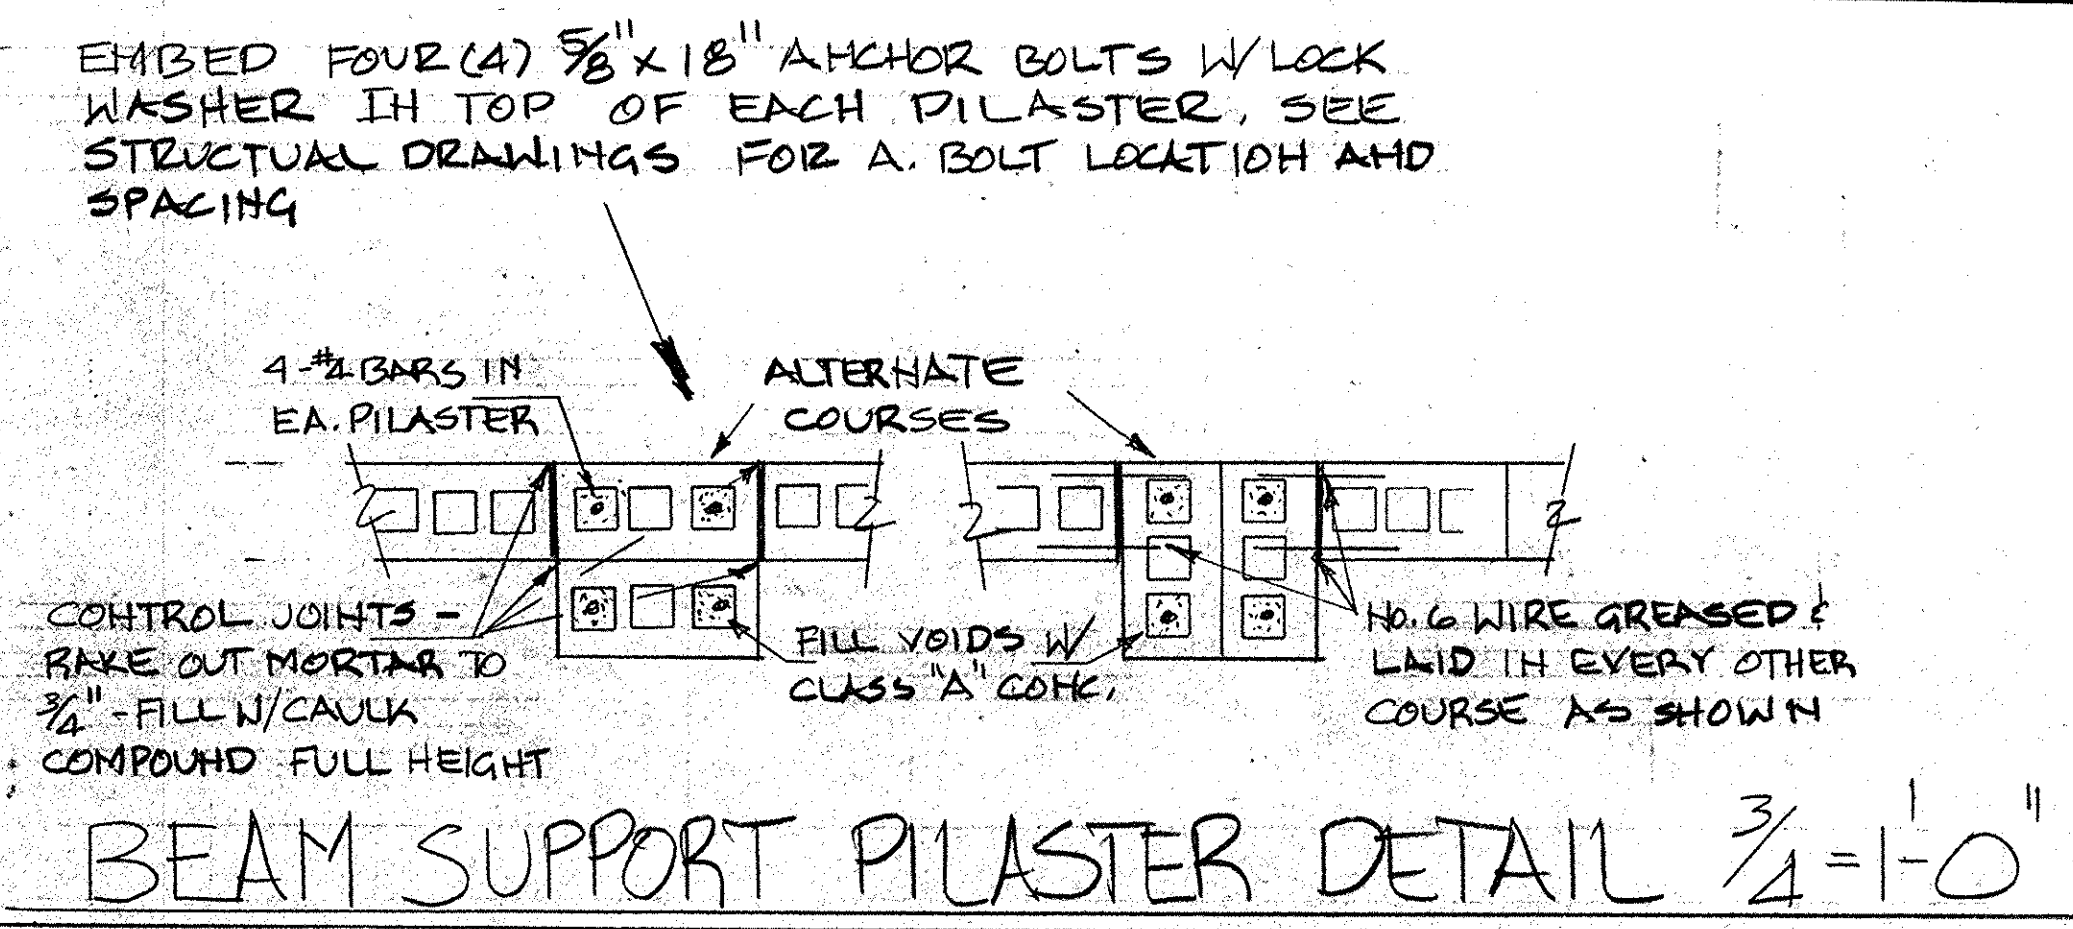 EMBED FOUR (4) 5/8" X 18" ANCHOR BOLTS W/ LOCK
WASHER IN TOP OF EACH PILASTER. SEE
STRUCTUAL DRAWINGS FOR A. BOLT LOCATION AND
SPACING
4-#4 BARS IN
EA. PILASTER
ALTERNATE
COURSES
CONTROL JOINTS -
RAKE OUT MORTAR TO
3/4" - FILL W/ CAULK
COMPOUND FULL HEIGHT
FILL VOIDS W/
CLASS "A" CONC.
NO. 6 WIRE GREASED &
LAID IN EVERY OTHER
COURSE AS SHOWN
BEAM SUPPORT PILASTER DETAIL 3/4 = 1'-0"